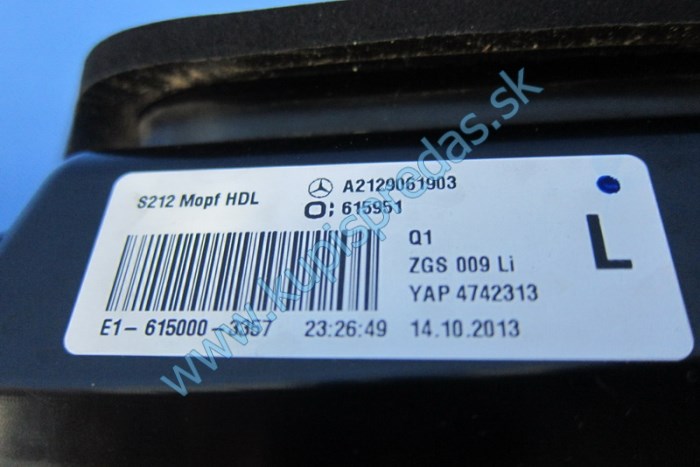 S212 Mopf HDL
A2129061903
O; 615951
Q1
ZGS 009 Li
YAP 4742313
L
E1- 615000-3357 23:26:49 14.10.2013
www.kupispredas.sk